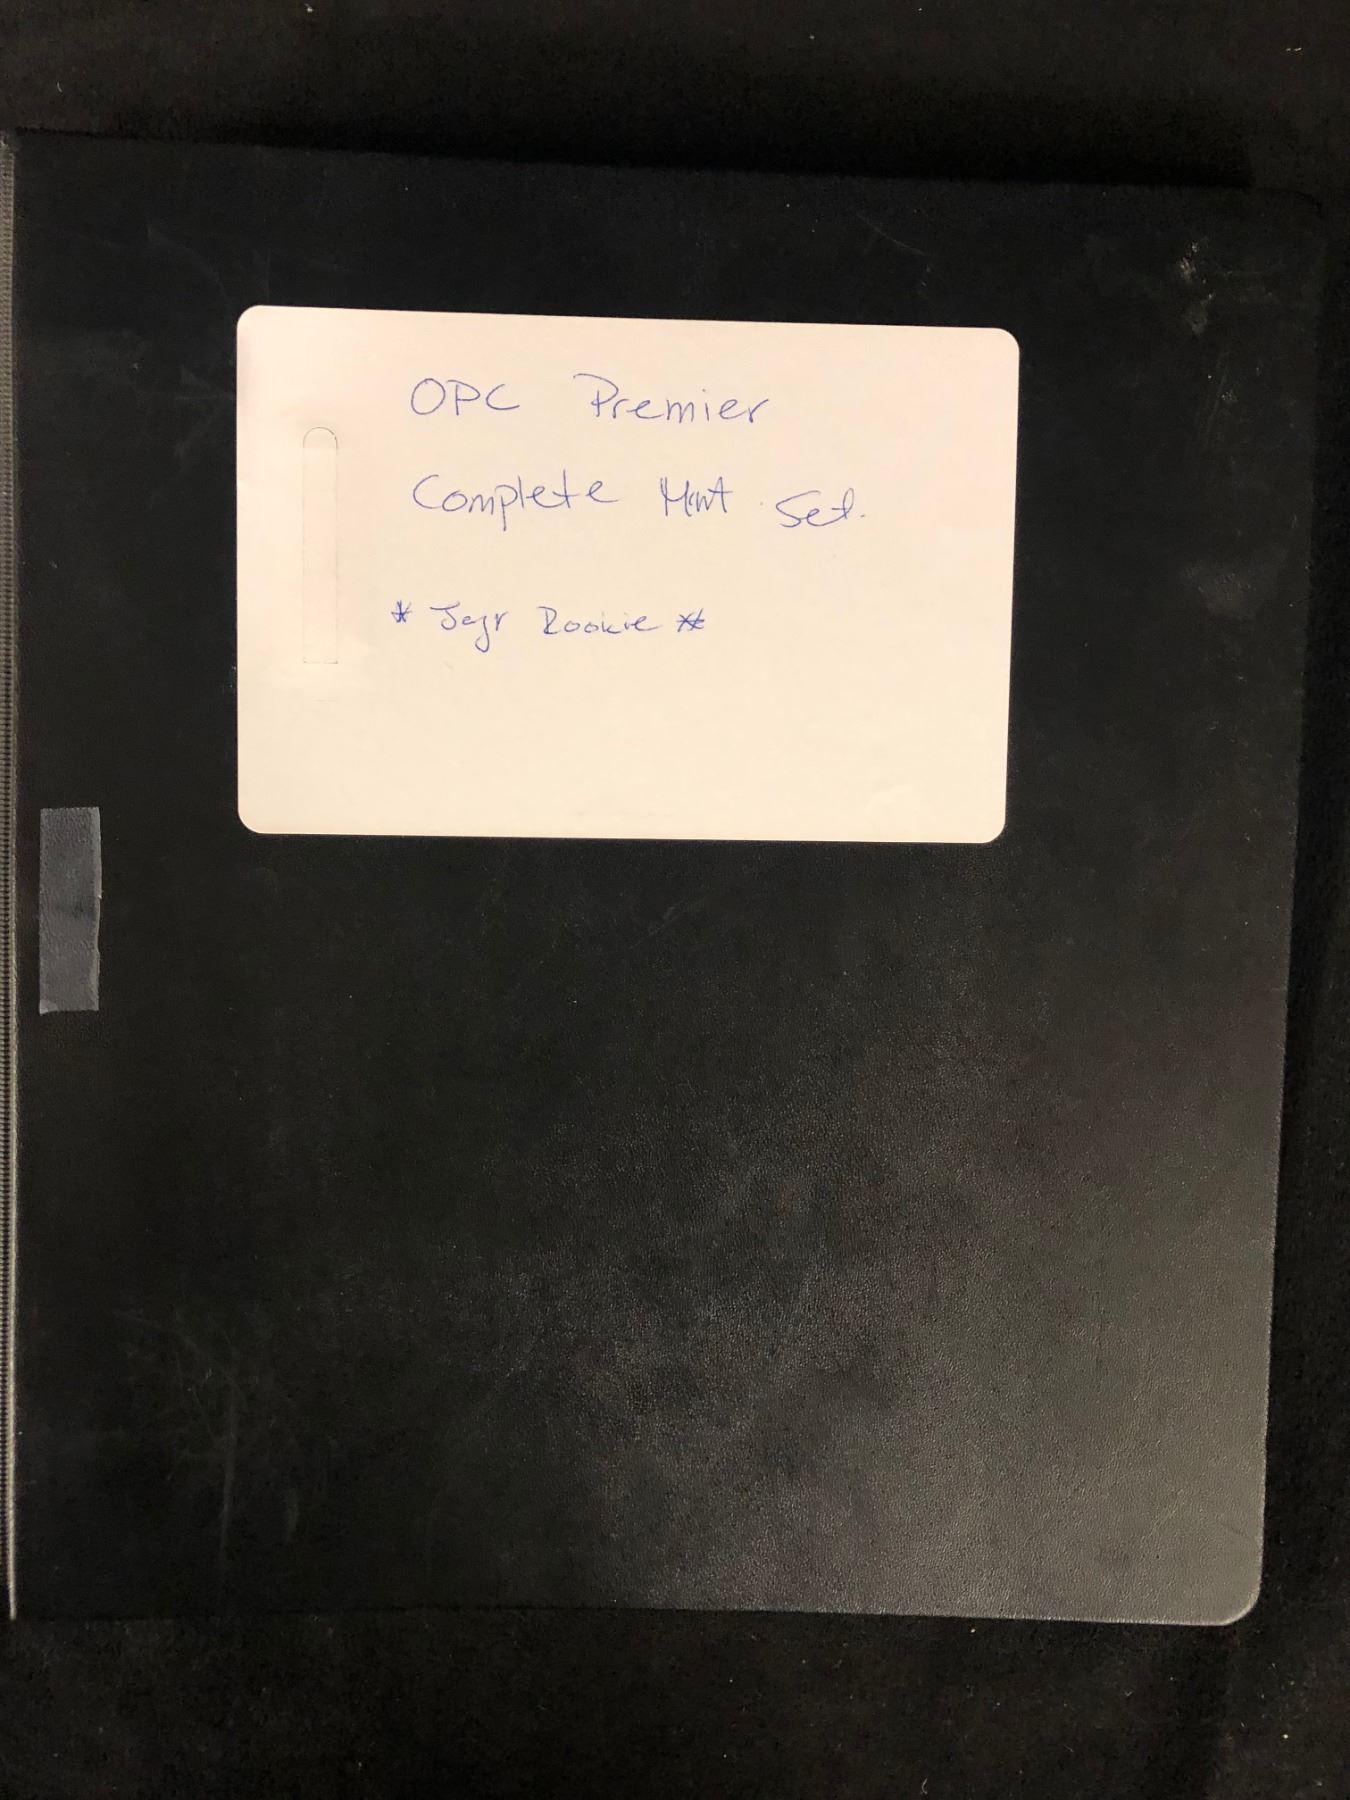 OPC Premier
Complete Mint Set.
* Jagr Rookie *